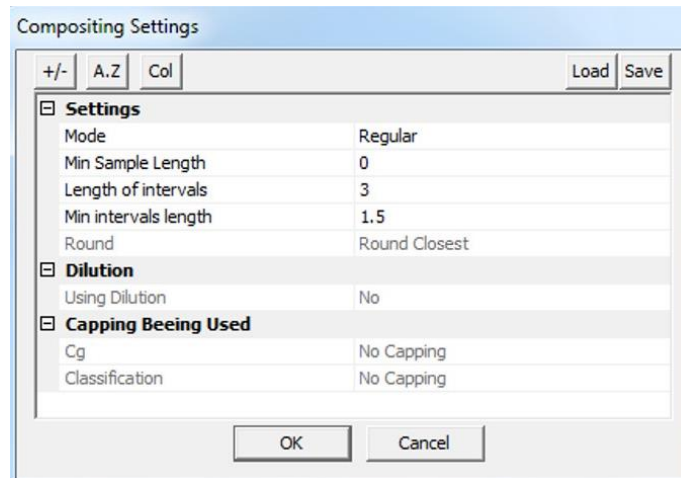 Compositing Settings
+/- A.Z Col Load Save
Settings
Mode Regular
Min Sample Length 0
Length of intervals 3
Min intervals length 1.5
Round Round Closest
Dilution
Using Dilution No
Capping Beeing Used
Cg No Capping
Classification No Capping
OK Cancel